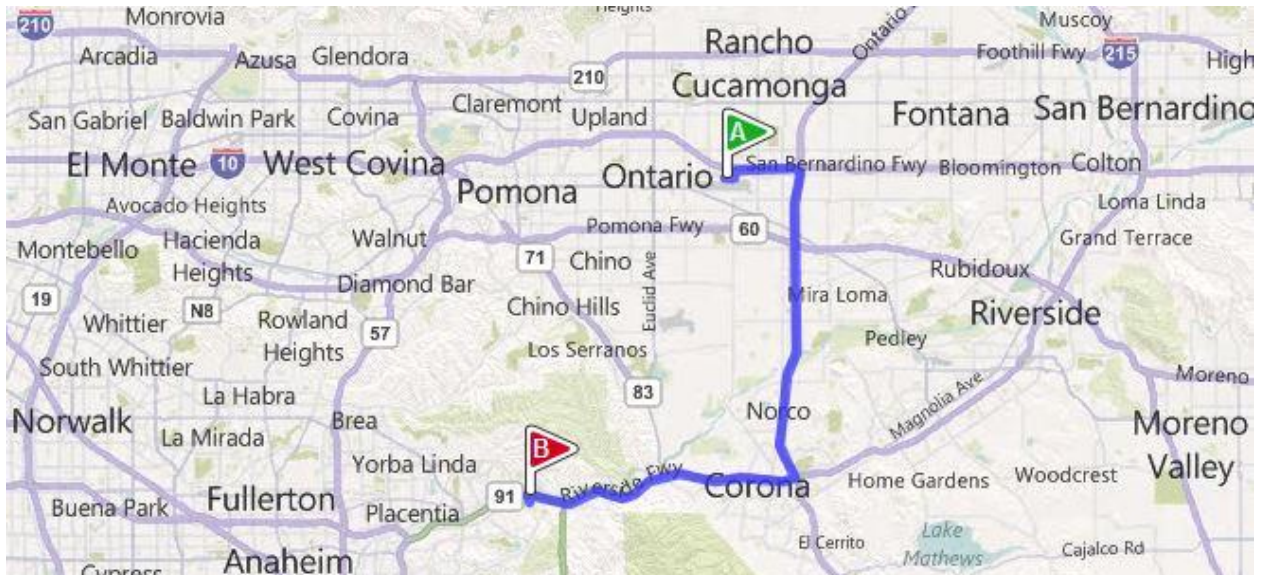 Heights
Monrovia
Muscoy
210
Arcadia
Azusa
Glendora
Rancho
Cucamonga
Ontario
Foothill Fwy
215
High
210
Claremont
Upland
Fontana
San Bernardino
San Gabriel
Baldwin Park
Covina
A
El Monte
10
West Covina
Pomona
Ontario
San Bernardino Fwy
Bloomington
Colton
Avocado Heights
Loma Linda
Montebello
Hacienda
Heights
Walnut
Pomona Fwy
60
Grand Terrace
71
Chino
Euclid Ave
Rubidoux
Diamond Bar
19
N8
Chino Hills
Mira Loma
Riverside
Whittier
Rowland
Heights
57
Los Serranos
Pedley
South Whittier
83
Moreno
La Habra
Norwalk
Brea
Norco
Magnolia Ave
Moreno
Valley
La Mirada
B
Yorba Linda
Riverside Fwy
Corona
Home Gardens
Woodcrest
Buena Park
Fullerton
Placentia
91
Anaheim
El Cerrito
Lake
Mathews
Cajalco Rd
Cypress